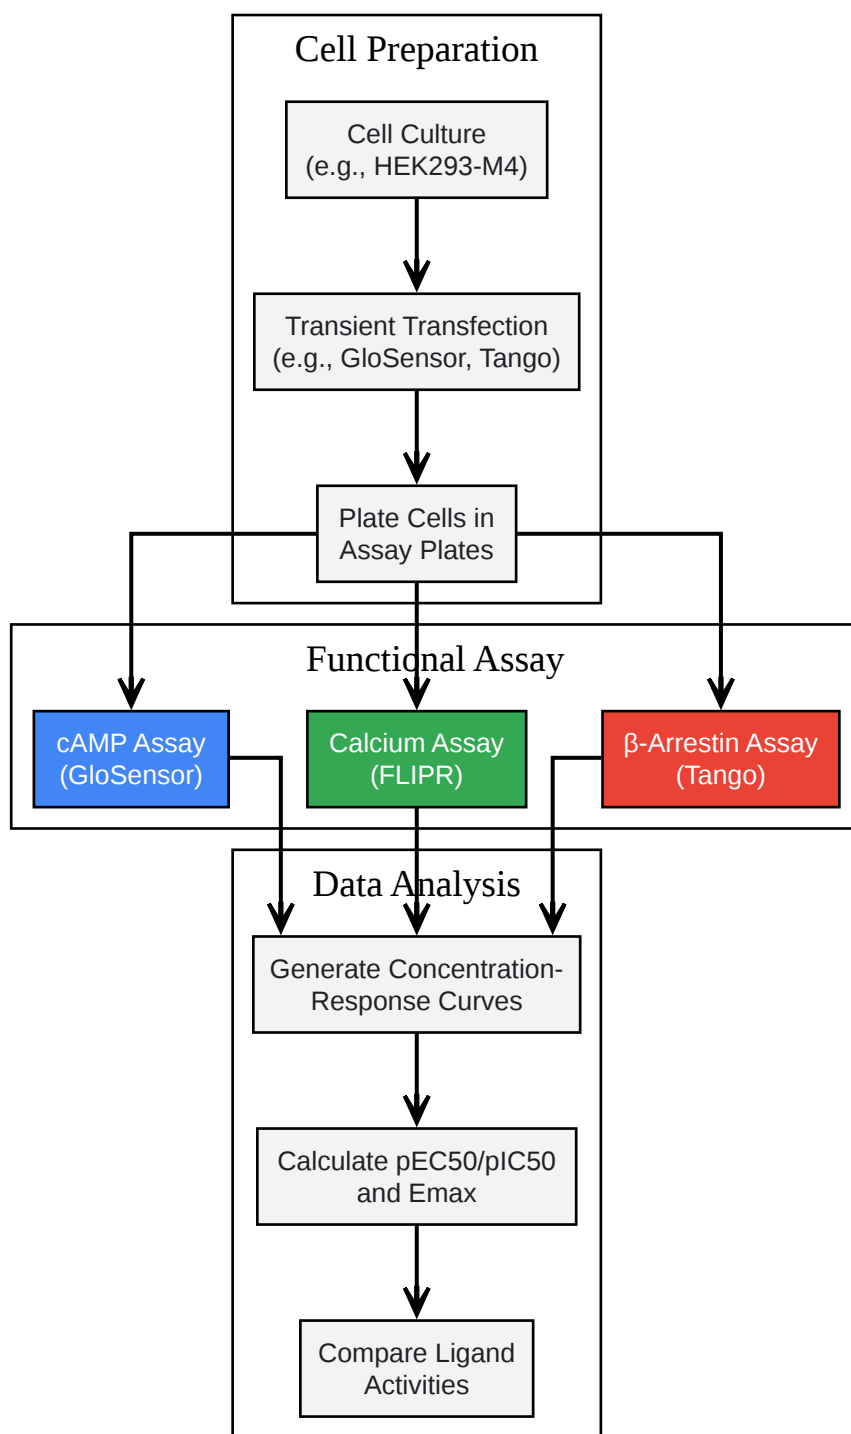 Cell Preparation
Cell Culture
(e.g., HEK293-M4)
Transient Transfection
(e.g., GloSensor, Tango)
Plate Cells in
Assay Plates
Functional Assay
cAMP Assay
(GloSensor)
Calcium Assay
(FLIPR)
β-Arrestin Assay
(Tango)
Data Analysis
Generate Concentration-
Response Curves
Calculate pEC50/pIC50
and Emax
Compare Ligand
Activities